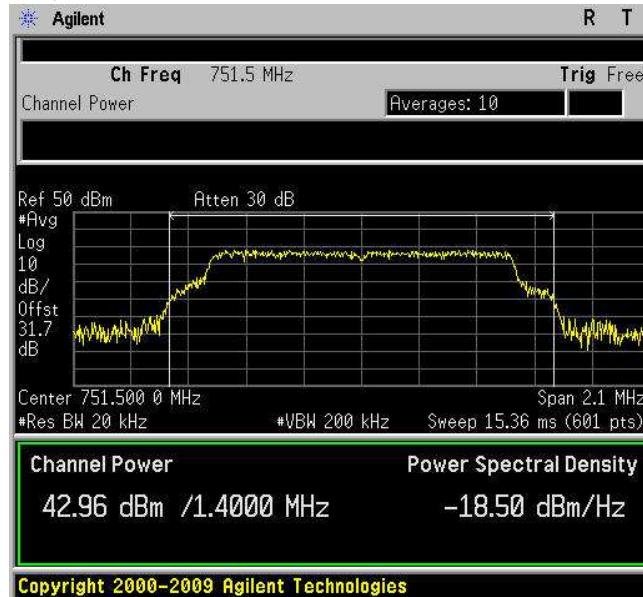 Agilent R T
Ch Freq 751.5 MHz Trig Free
Channel Power Averages: 10
Ref 50 dBm Atten 30 dB
#Avg
Log
10
dB/
Offst
31.7
dB
Center 751.500 0 MHz Span 2.1 MHz
#Res BW 20 kHz #VBW 200 kHz Sweep 15.36 ms (601 pts)
Channel Power Power Spectral Density
42.96 dBm /1.4000 MHz -18.50 dBm/Hz
Copyright 2000-2009 Agilent Technologies